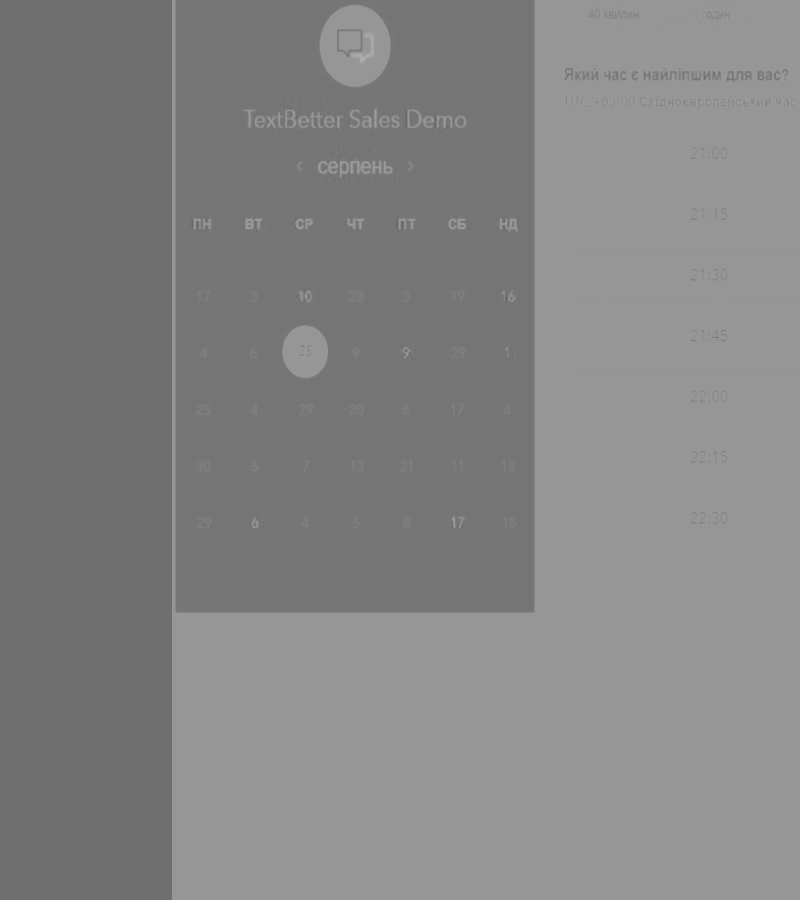 TextBetter Sales Demo
‹ серпень ›
ПН ВТ СР ЧТ ПТ СБ НД
17 3 10 28 3 19 16
4 6 25 9 9 29 1
25 4 29 20 6 17 6
30 5 7 13 21 11 18
29 6 4 5 8 17 15
40 хвилин 1 годин
Який час є найліпшим для вас?
UTC +03:00 Східноєвропейський час
21:00
21:15
21:30
21:45
22:00
22:15
22:30